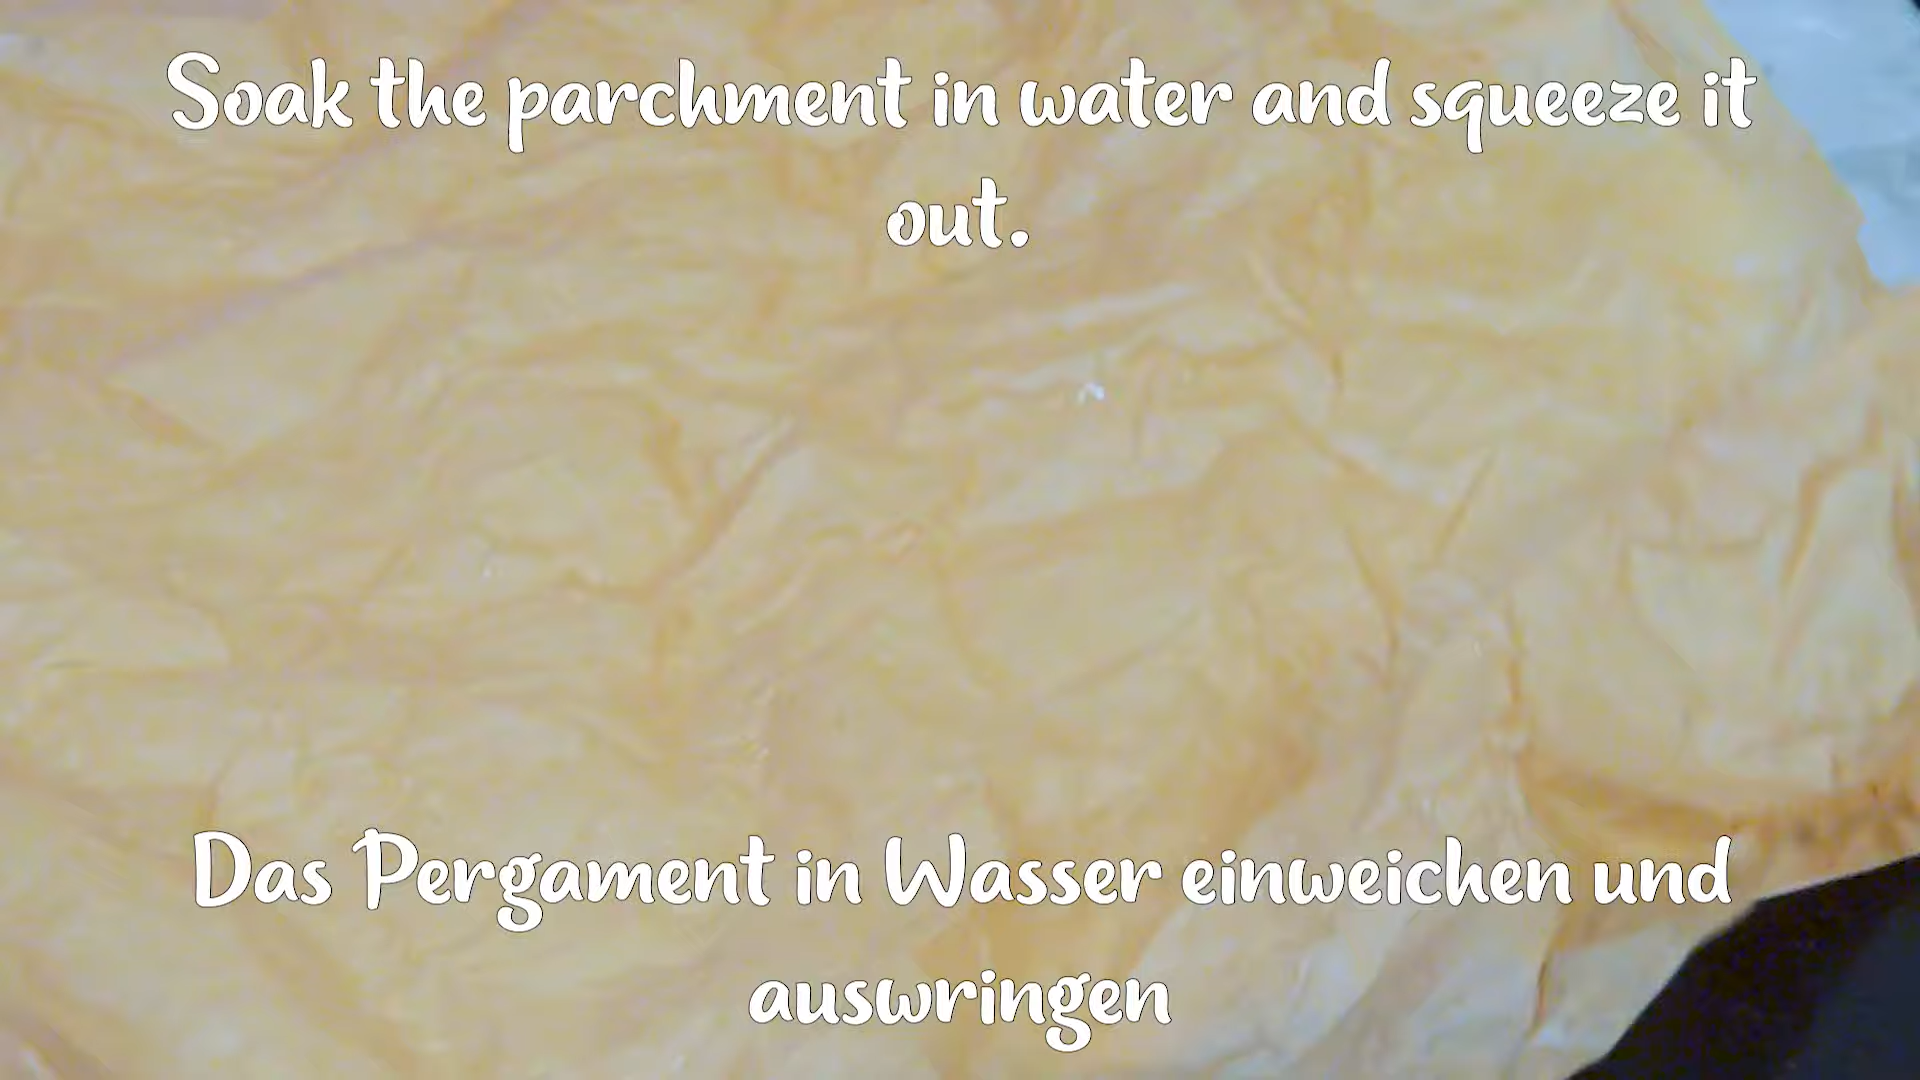 Soak the parchment in water and squeeze it
out.
Das Pergament in Wasser einweichen und
auswringen